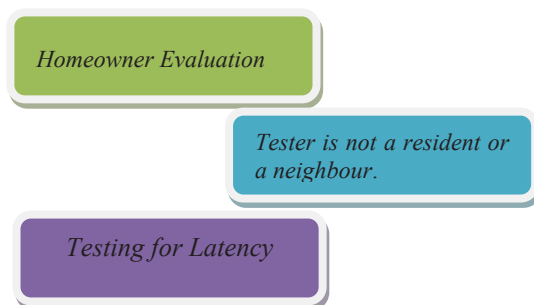 Homeowner Evaluation
Tester is not a resident or
a neighbour.
Testing for Latency